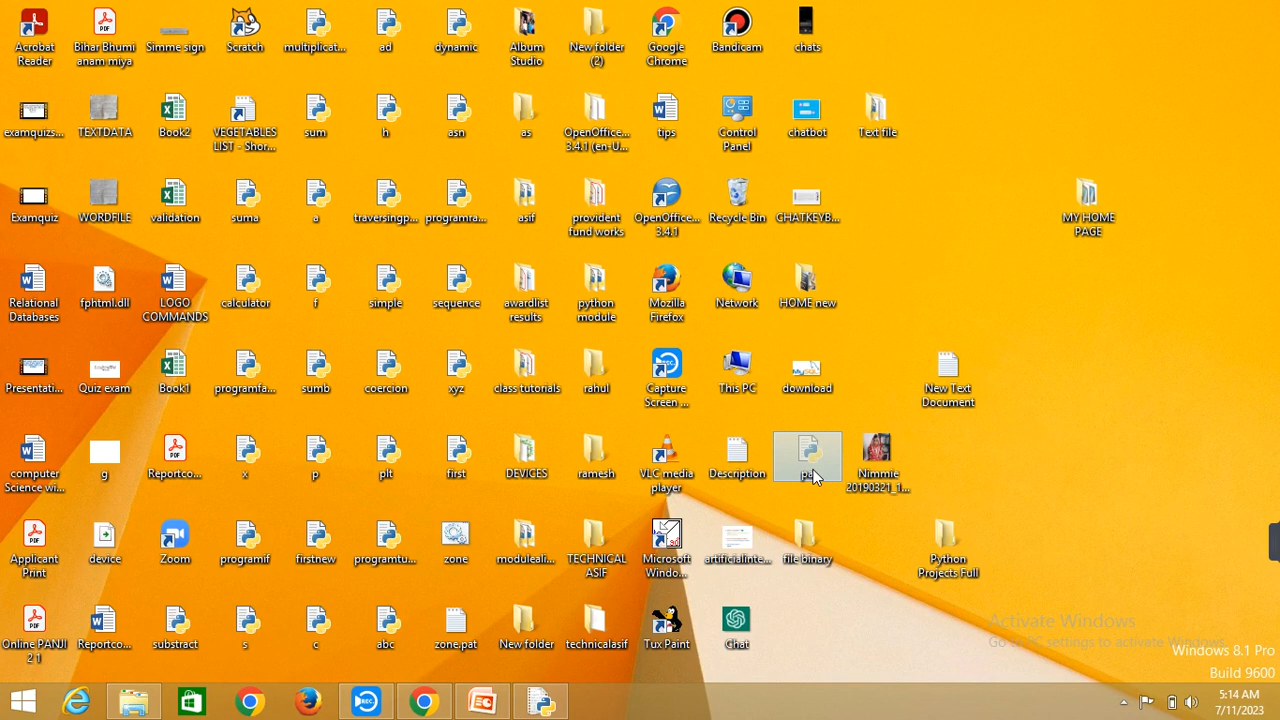 Acrobat
Reader
Bihar Bhumi
anam miya
Simme sign
Scratch
multiplicat...
ad
dynamic
Album
Studio
New folder
(2)
Google
Chrome
Bandicam
chats
examquizs...
TEXTDATA
Book2
VEGETABLES
LIST - Shor...
sum
h
asn
as
OpenOffice...
3.4.1 (en-U...
tips
Control
Panel
chatbot
Text file
Examquiz
WORDFILE
validation
suma
a
traversingp...
programra...
asif
provident
fund works
OpenOffice...
3.4.1
Recycle Bin
CHATKEYB...
MY HOME
PAGE
Relational
Databases
fphtml.dll
LOGO
COMMANDS
calculator
f
simple
sequence
awardlist
results
python
module
Mozilla
Firefox
Network
HOME new
Presentati...
Quiz exam
Book1
programfa...
sumb
coercion
xyz
class tutorials
rahul
Capture
Screen ...
This PC
download
New Text
Document
computer
Science wi...
g
Reportco...
x
p
plt
first
DEVICES
ramesh
VLC media
player
Description
Nimmie
20190321_1...
Applicant
Print
device
Zoom
programif
firstnew
programtu...
zone
moduleali...
TECHNICAL
ASIF
Microsoft
Windo...
artificialinte...
file binary
Python
Projects Full
Online PANJI
2 1
Reportco...
substract
s
c
abc
zone.pat
New folder
technicalasif
Tux Paint
Chat
Activate Windows
Go to PC settings to activate Windows.
Windows 8.1 Pro
Build 9600
5:14 AM
7/11/2023